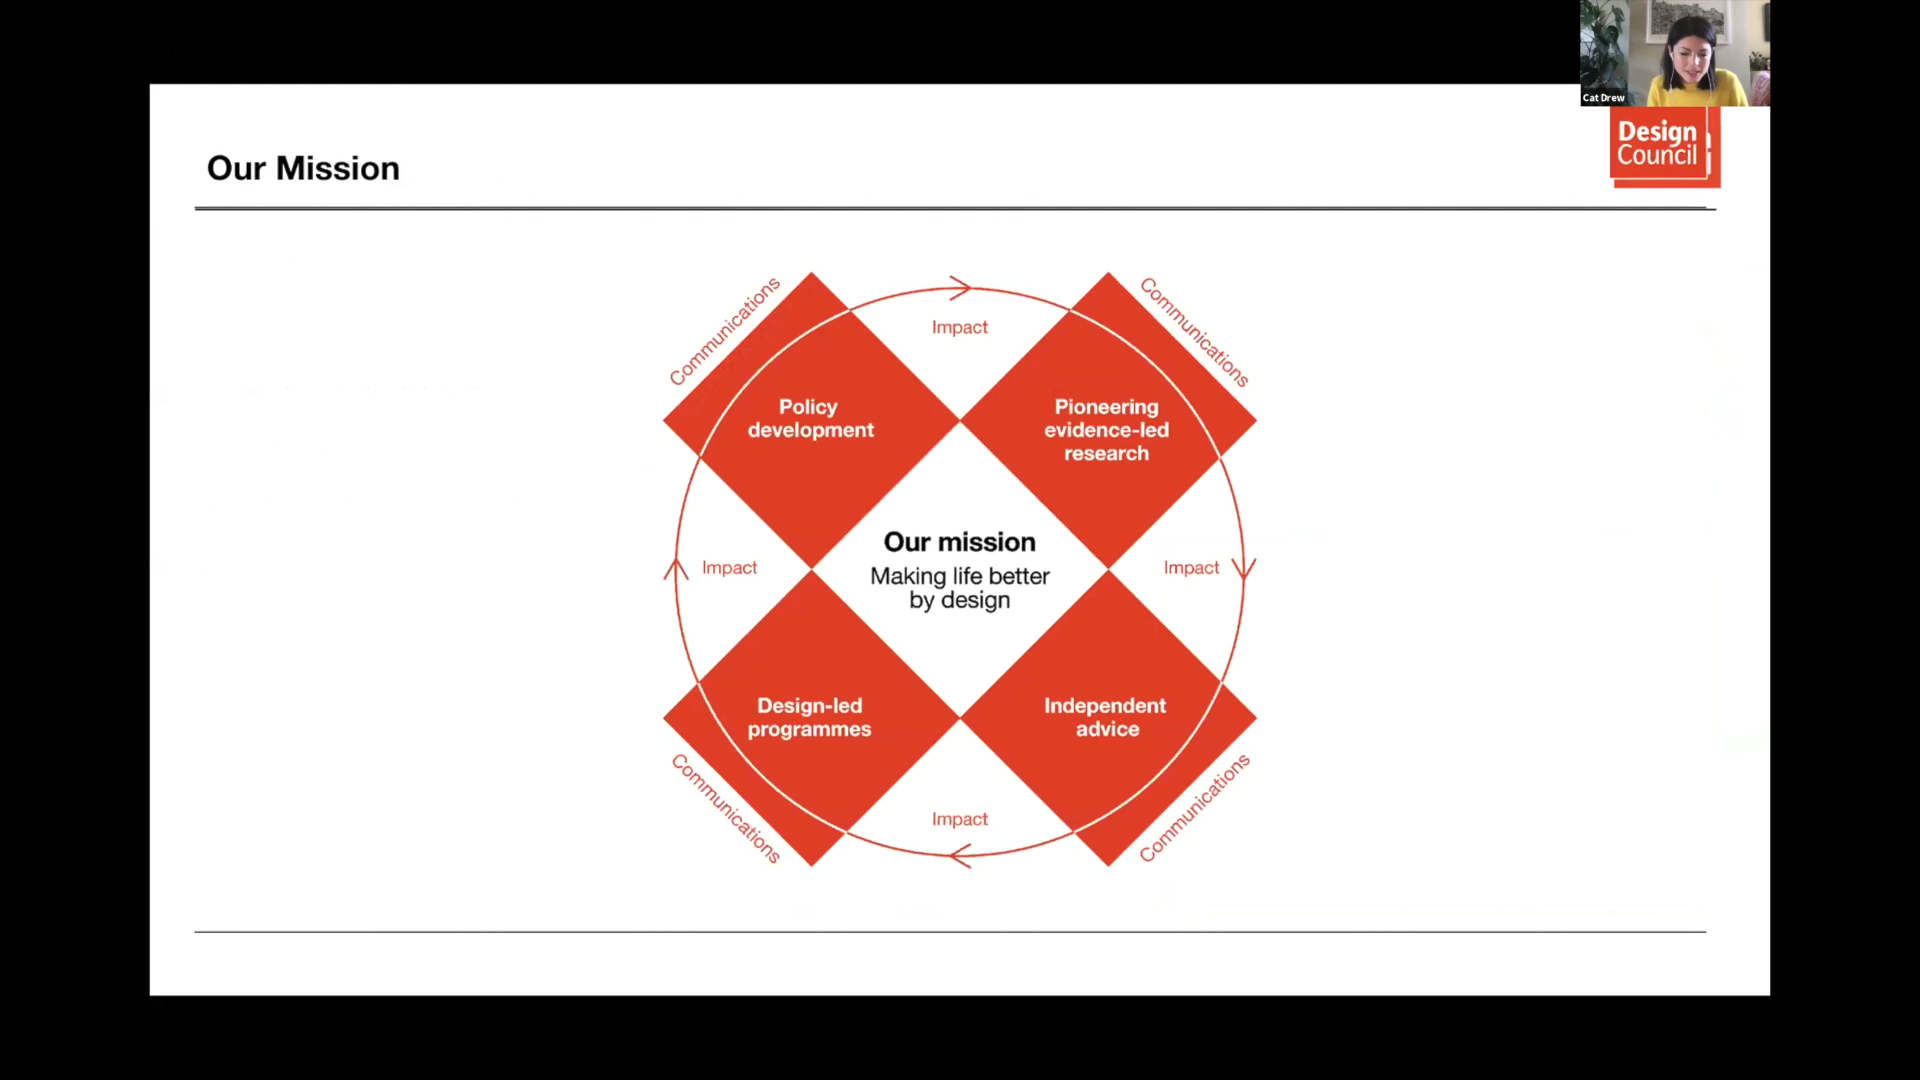 Cat Drew
Design
Council
Our Mission
Communications
Communications
Impact
Policy
development
Pioneering
evidence-led
research
Our mission
Making life better
by design
Impact
Impact
Design-led
programmes
Independent
advice
Impact
Communications
Communications